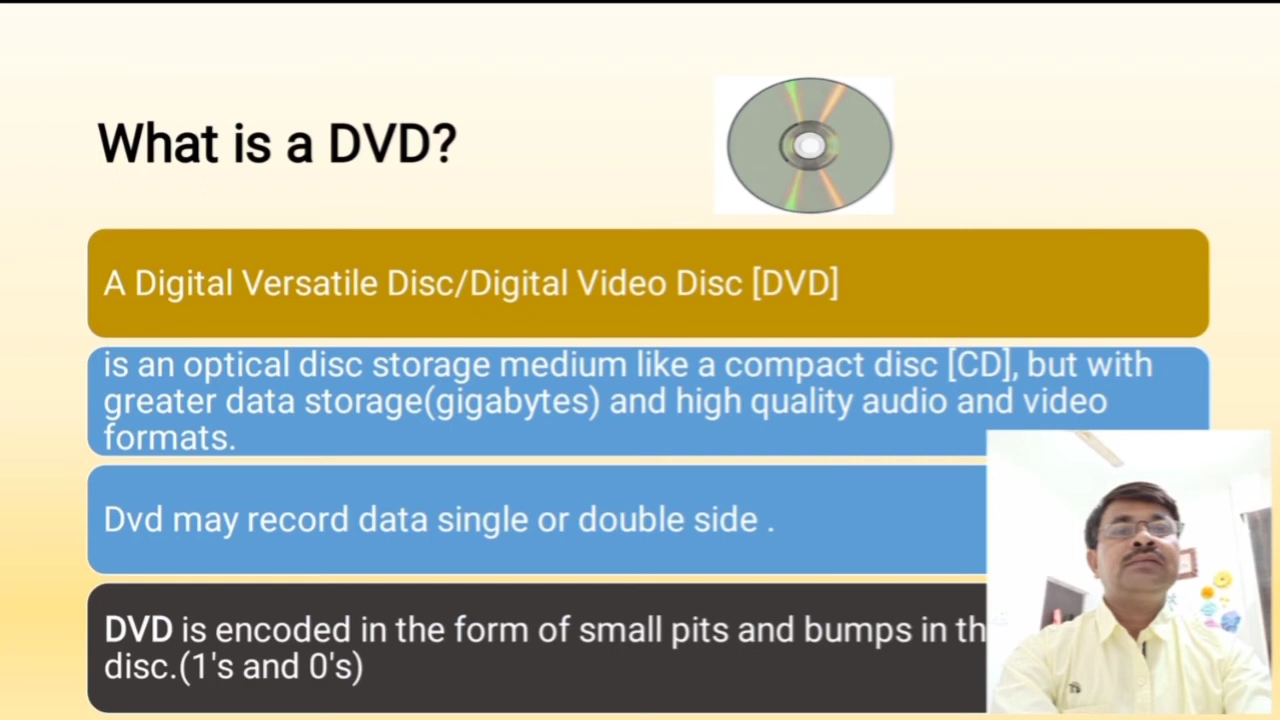 What is a DVD?
A Digital Versatile Disc/Digital Video Disc [DVD]
is an optical disc storage medium like a compact disc [CD], but with
greater data storage(gigabytes) and high quality audio and video
formats.
Dvd may record data single or double side .
DVD is encoded in the form of small pits and bumps in
disc.(1's and 0's)